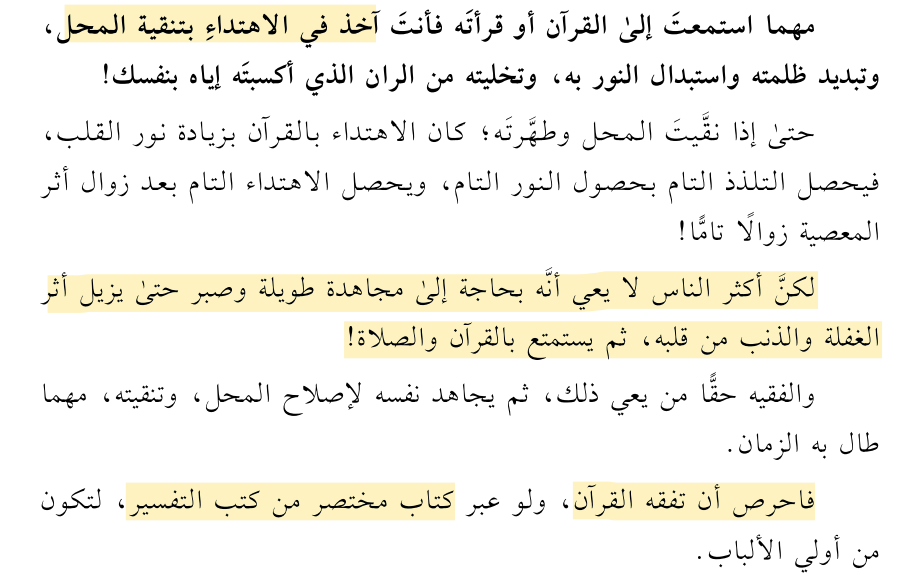 مهما استمعتَ إلىٰ القرآن أو قرأتَه فأنتَ آخذ في الاهتداءِ بتنقية المحل،
وتبديد ظلمته واستبدال النور به، وتخليته من الران الذي أكسبتَه إياه بنفسك!
حتىٰ إذا نقَّيتَ المحل وطهَّرتَه؛ كان الاهتداء بالقرآن بزيادة نور القلب،
فيحصل التلذذ التام بحصول النور التام، ويحصل الاهتداء التام بعد زوال أثر
المعصية زوالًا تامًّا!
لكنَّ أكثر الناس لا يعي أنَّه بحاجة إلىٰ مجاهدة طويلة وصبر حتىٰ يزيل أثر
الغفلة والذنب من قلبه، ثم يستمتع بالقرآن والصلاة!
والفقيه حقًّا من يعي ذلك، ثم يجاهد نفسه لإصلاح المحل، وتنقيته، مهما
طال به الزمان.
فاحرص أن تفقه القرآن، ولو عبر كتاب مختصر من كتب التفسير، لتكون
من أولي الألباب.